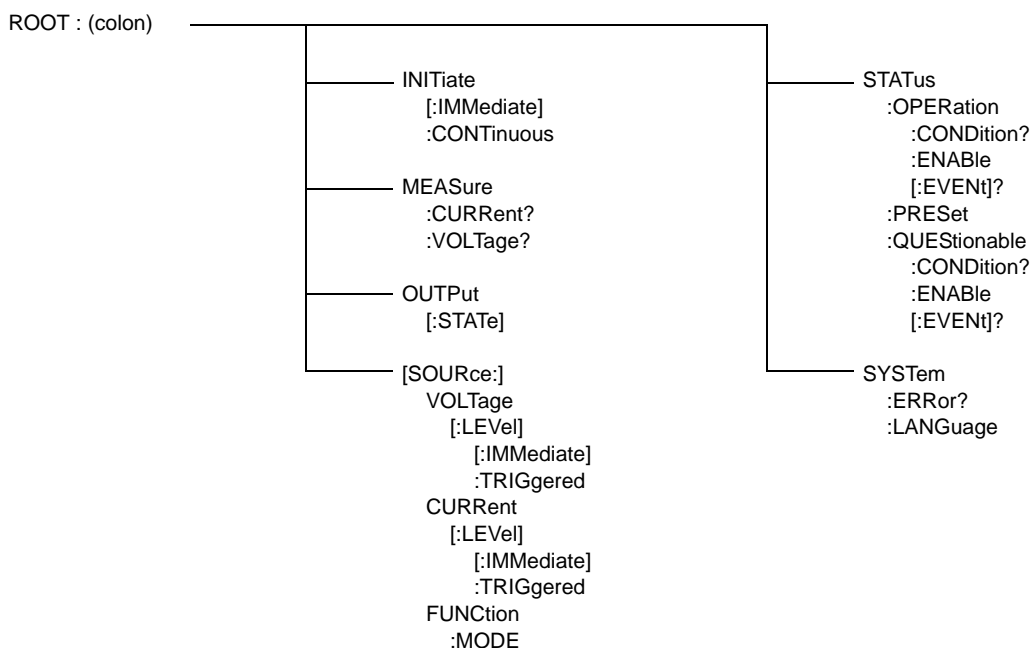 ROOT : (colon)
INITiate
[:IMMediate]
:CONTinuous
MEASure
:CURRent?
:VOLTage?
OUTPut
[:STATe]
[SOURce:]
VOLTage
[:LEVel]
[:IMMediate]
:TRIGgered
CURRent
[:LEVel]
[:IMMediate]
:TRIGgered
FUNCtion
:MODE
STATus
:OPERation
:CONDition?
:ENABle
[:EVENt]?
:PRESet
:QUEStionable
:CONDition?
:ENABle
[:EVENt]?
SYSTem
:ERRor?
:LANGuage